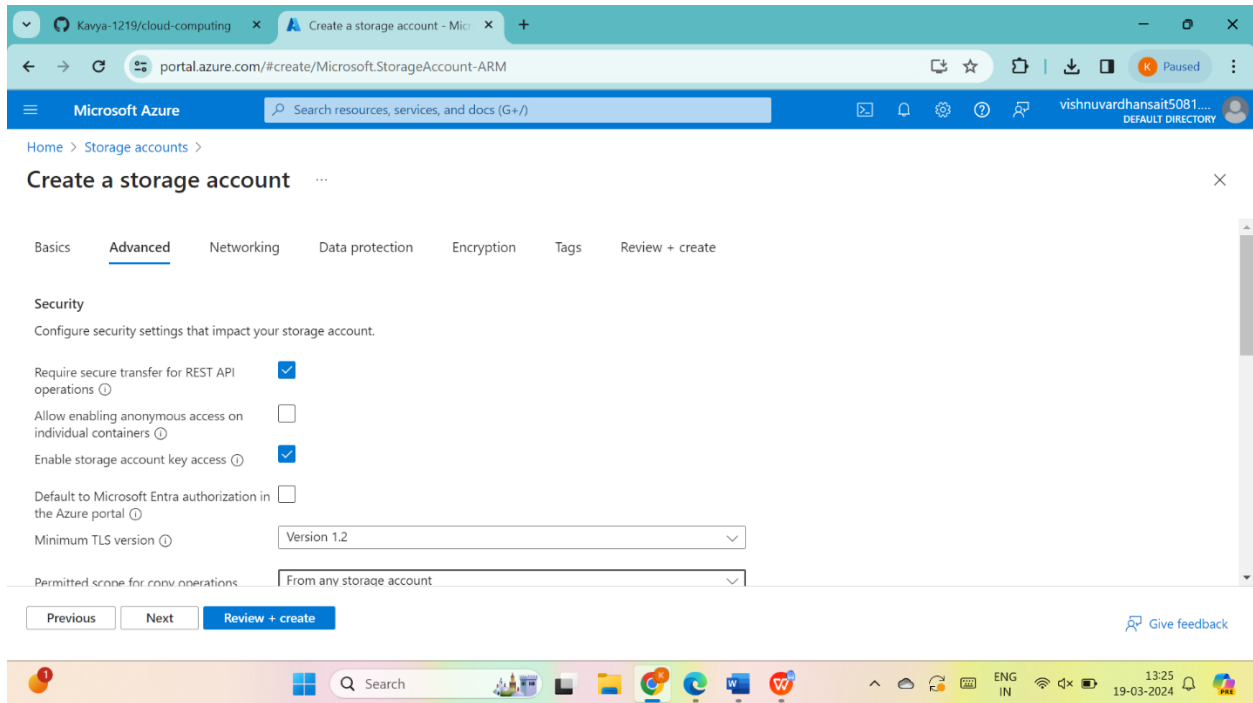 Kavya-1219/cloud-computing
Create a storage account - Mic
portal.azure.com/#create/Microsoft.StorageAccount-ARM
K Paused
Microsoft Azure
Search resources, services, and docs (G+/)
vishnuvardhansait5081....
DEFAULT DIRECTORY
Home > Storage accounts >
Create a storage account ...
Basics Advanced Networking Data protection Encryption Tags Review + create
Security
Configure security settings that impact your storage account.
Require secure transfer for REST API
operations
Allow enabling anonymous access on
individual containers
Enable storage account key access
Default to Microsoft Entra authorization in
the Azure portal
Minimum TLS version
Version 1.2
Permitted scope for copy operations
From any storage account
Previous Next Review + create
Give feedback
1
Search
ENG
IN
13:25
19-03-2024
PRE